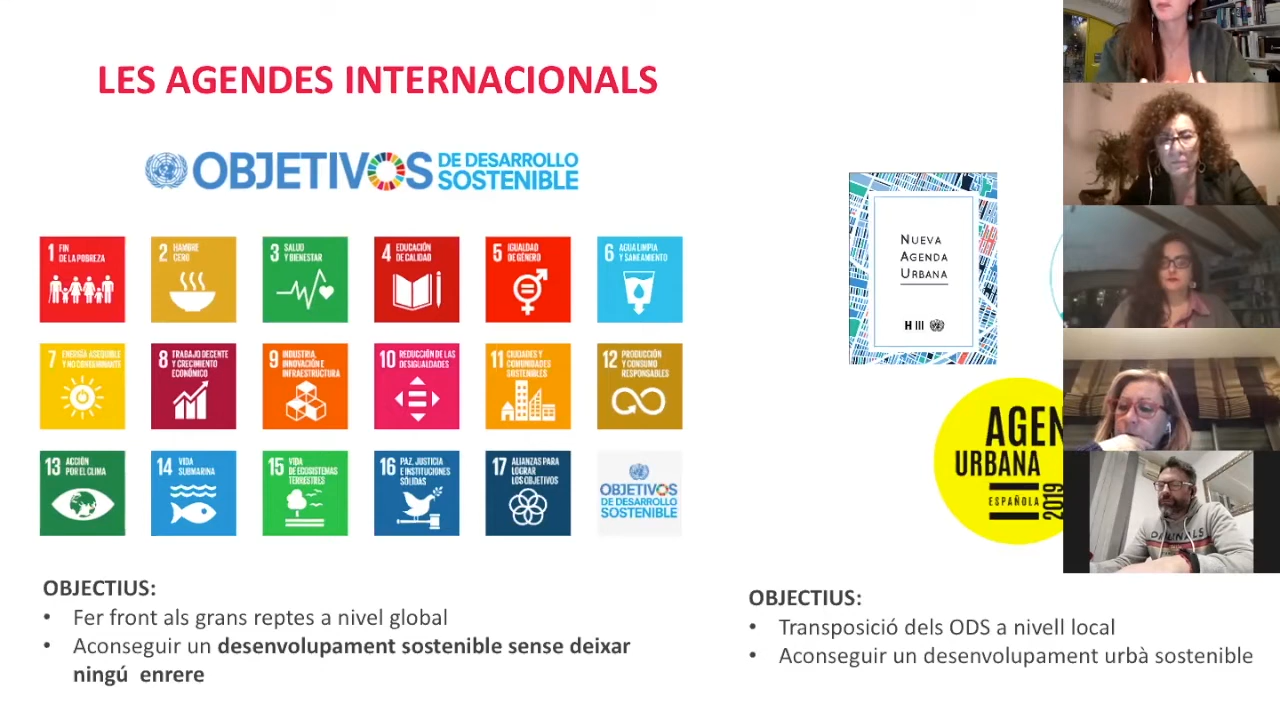 LES AGENDES INTERNACIONALS
OBJETIVOS DE DESARROLLO
SOSTENIBLE
1 FIN
DE LA POBREZA
2 HAMBRE
CERO
3 SALUD
Y BIENESTAR
4 EDUCACIÓN
DE CALIDAD
5 IGUALDAD
DE GÉNERO
6 AGUA LIMPIA
Y SANEAMIENTO
7 ENERGÍA ASEQUIBLE
Y NO CONTAMINANTE
8 TRABAJO DECENTE
Y CRECIMIENTO
ECONÓMICO
9 INDUSTRIA,
INNOVACIÓN E
INFRAESTRUCTURA
10 REDUCCIÓN DE LAS
DESIGUALDADES
11 CIUDADES Y
COMUNIDADES
SOSTENIBLES
12 PRODUCCIÓN
Y CONSUMO
RESPONSABLES
13 ACCIÓN
POR EL CLIMA
14 VIDA
SUBMARINA
15 VIDA
DE ECOSISTEMAS
TERRESTRES
16 PAZ, JUSTICIA
E INSTITUCIONES
SÓLIDAS
17 ALIANZAS PARA
LOGRAR
LOS OBJETIVOS
OBJETIVOS
DE DESARROLLO
SOSTENIBLE
OBJECTIUS:
• Fer front als grans reptes a nivel global
• Aconseguir un desenvolupament sostenible sense deixar
ningú enrere
NUEVA
AGENDA
URBANA
H III
AGEN
URBANA
ESPAÑOLA
2019
OBJECTIUS:
• Transposició dels ODS a nivell local
• Aconseguir un desenvolupament urbà sostenible